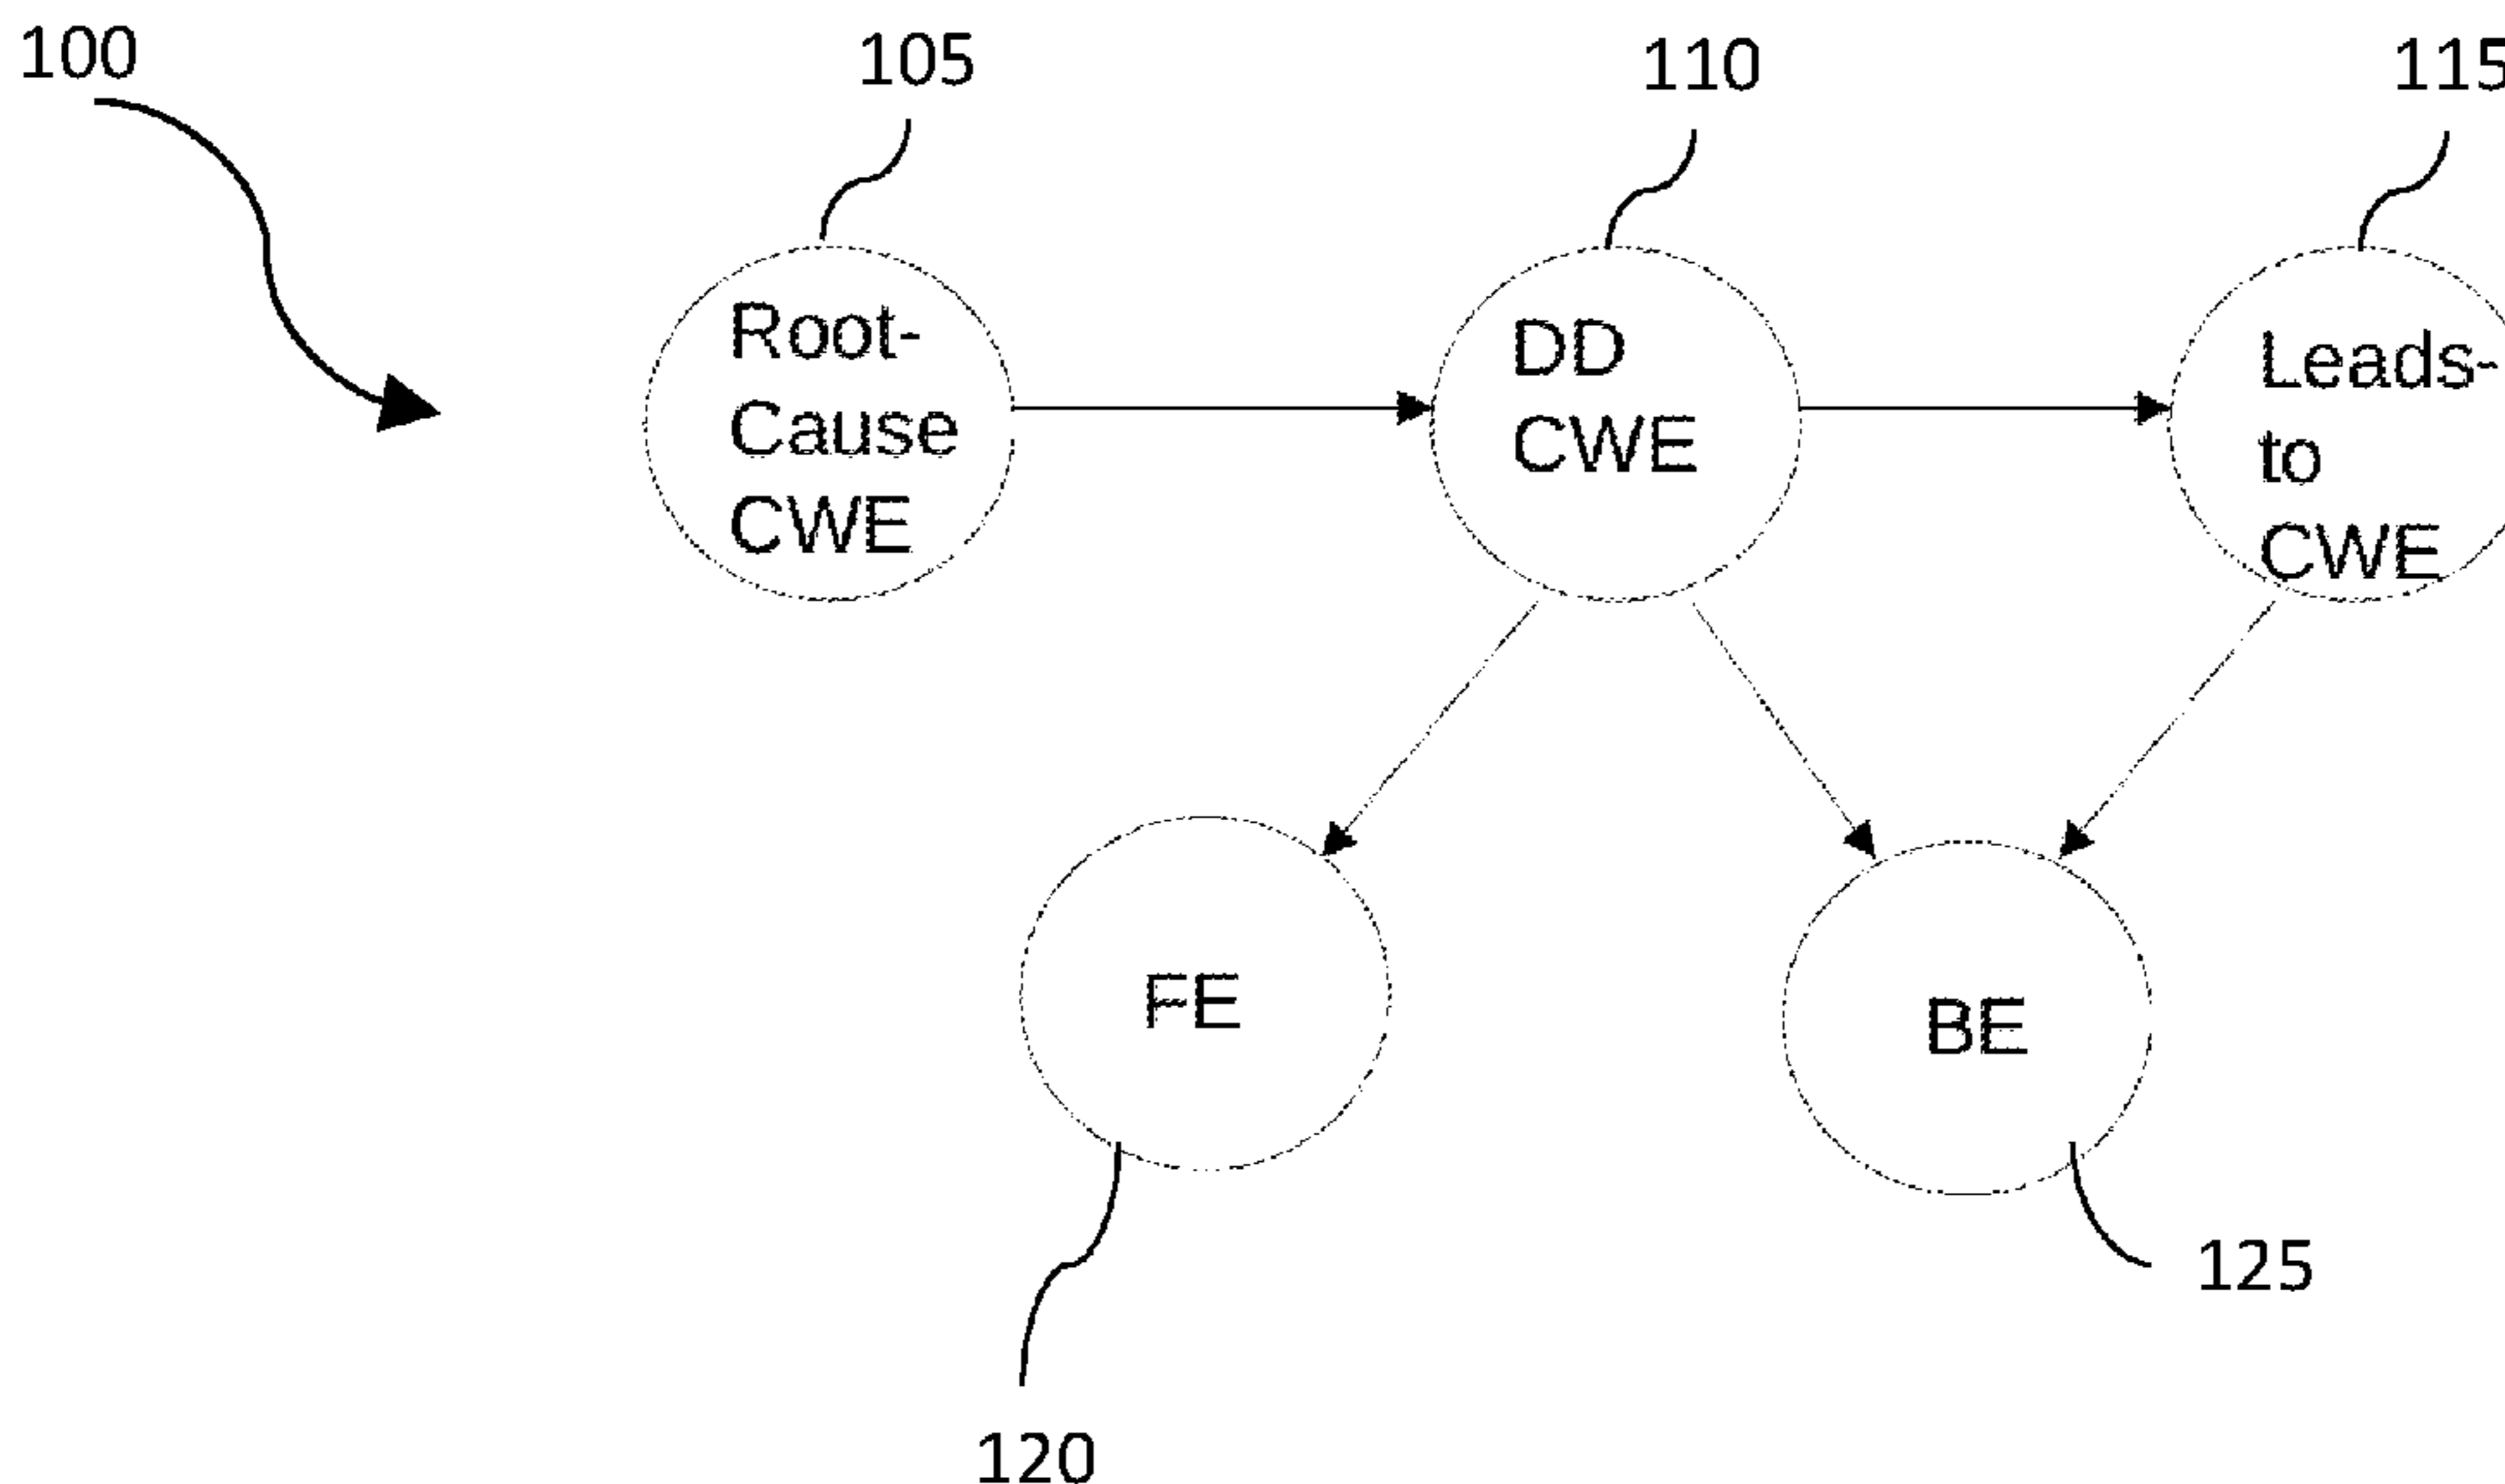 100
105
110
115
Root-
Cause
CWE
DD
CWE
Leads-
to
CWE
FE
BE
125
120